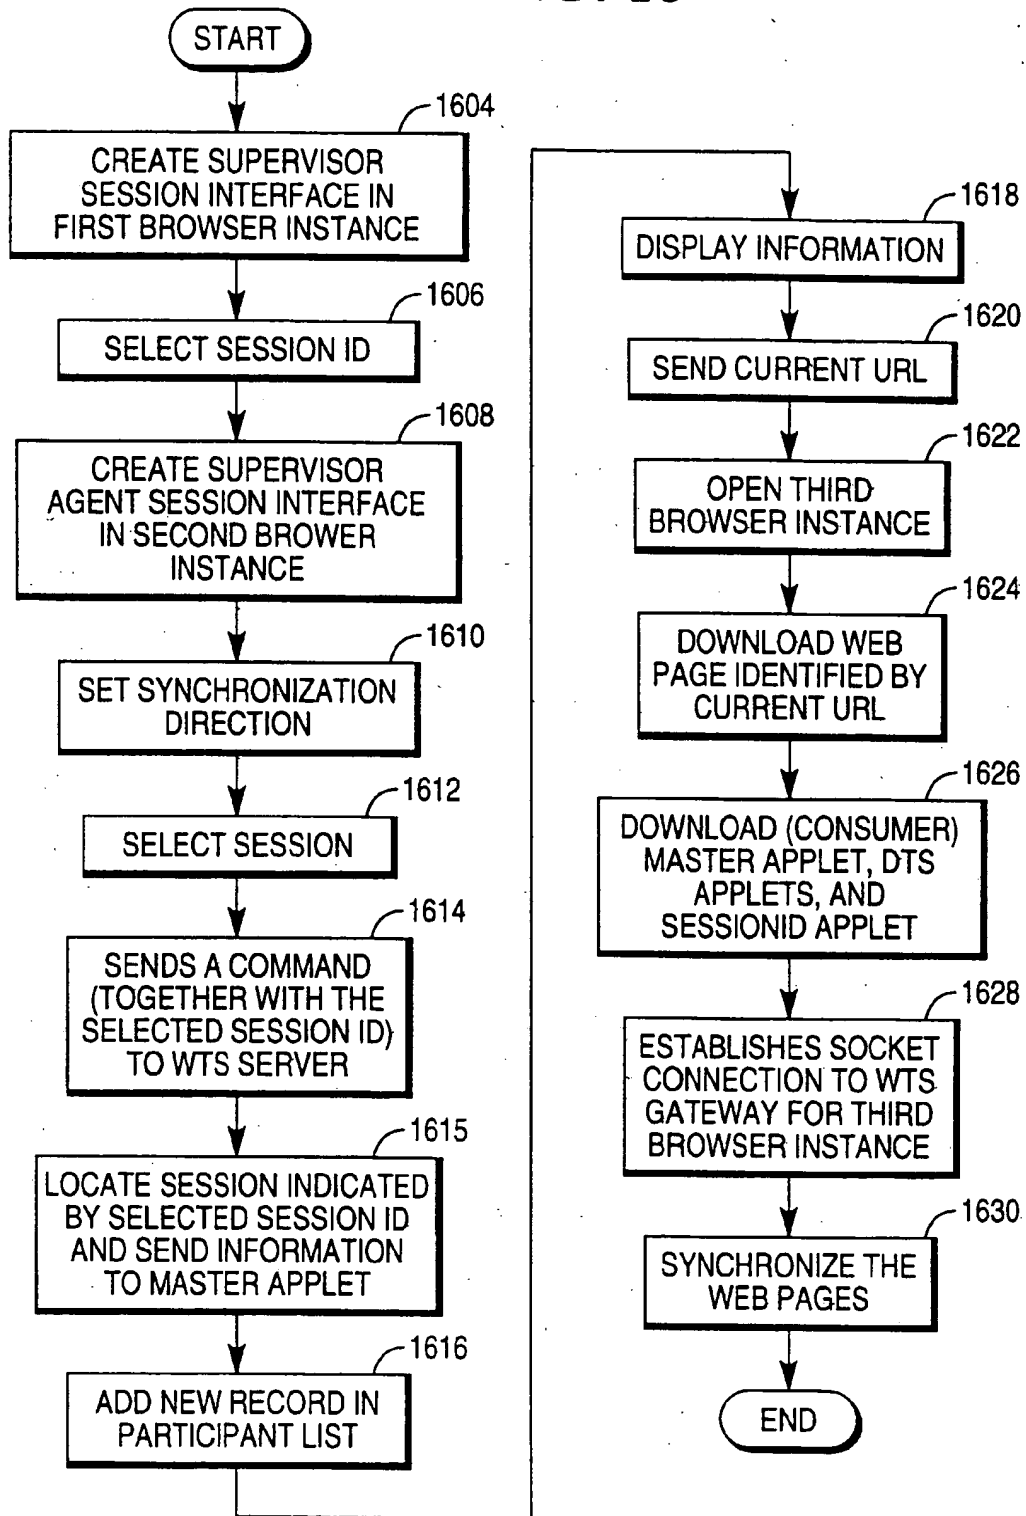 START
1604
CREATE SUPERVISOR
SESSION INTERFACE IN
FIRST BROWSER INSTANCE
1606
SELECT SESSION ID
1608
CREATE SUPERVISOR
AGENT SESSION INTERFACE
IN SECOND BROWER
INSTANCE
1610
SET SYNCHRONIZATION
DIRECTION
1612
SELECT SESSION
1614
SENDS A COMMAND
(TOGETHER WITH THE
SELECTED SESSION ID)
TO WTS SERVER
1615
LOCATE SESSION INDICATED
BY SELECTED SESSION ID
AND SEND INFORMATION
TO MASTER APPLET
1616
ADD NEW RECORD IN
PARTICIPANT LIST
1618
DISPLAY INFORMATION
1620
SEND CURRENT URL
1622
OPEN THIRD
BROWSER INSTANCE
1624
DOWNLOAD WEB
PAGE IDENTIFIED BY
CURRENT URL
1626
DOWNLOAD (CONSUMER)
MASTER APPLET, DTS
APPLETS, AND
SESSIONID APPLET
1628
ESTABLISHES SOCKET
CONNECTION TO WTS
GATEWAY FOR THIRD
BROWSER INSTANCE
1630
SYNCHRONIZE THE
WEB PAGES
END